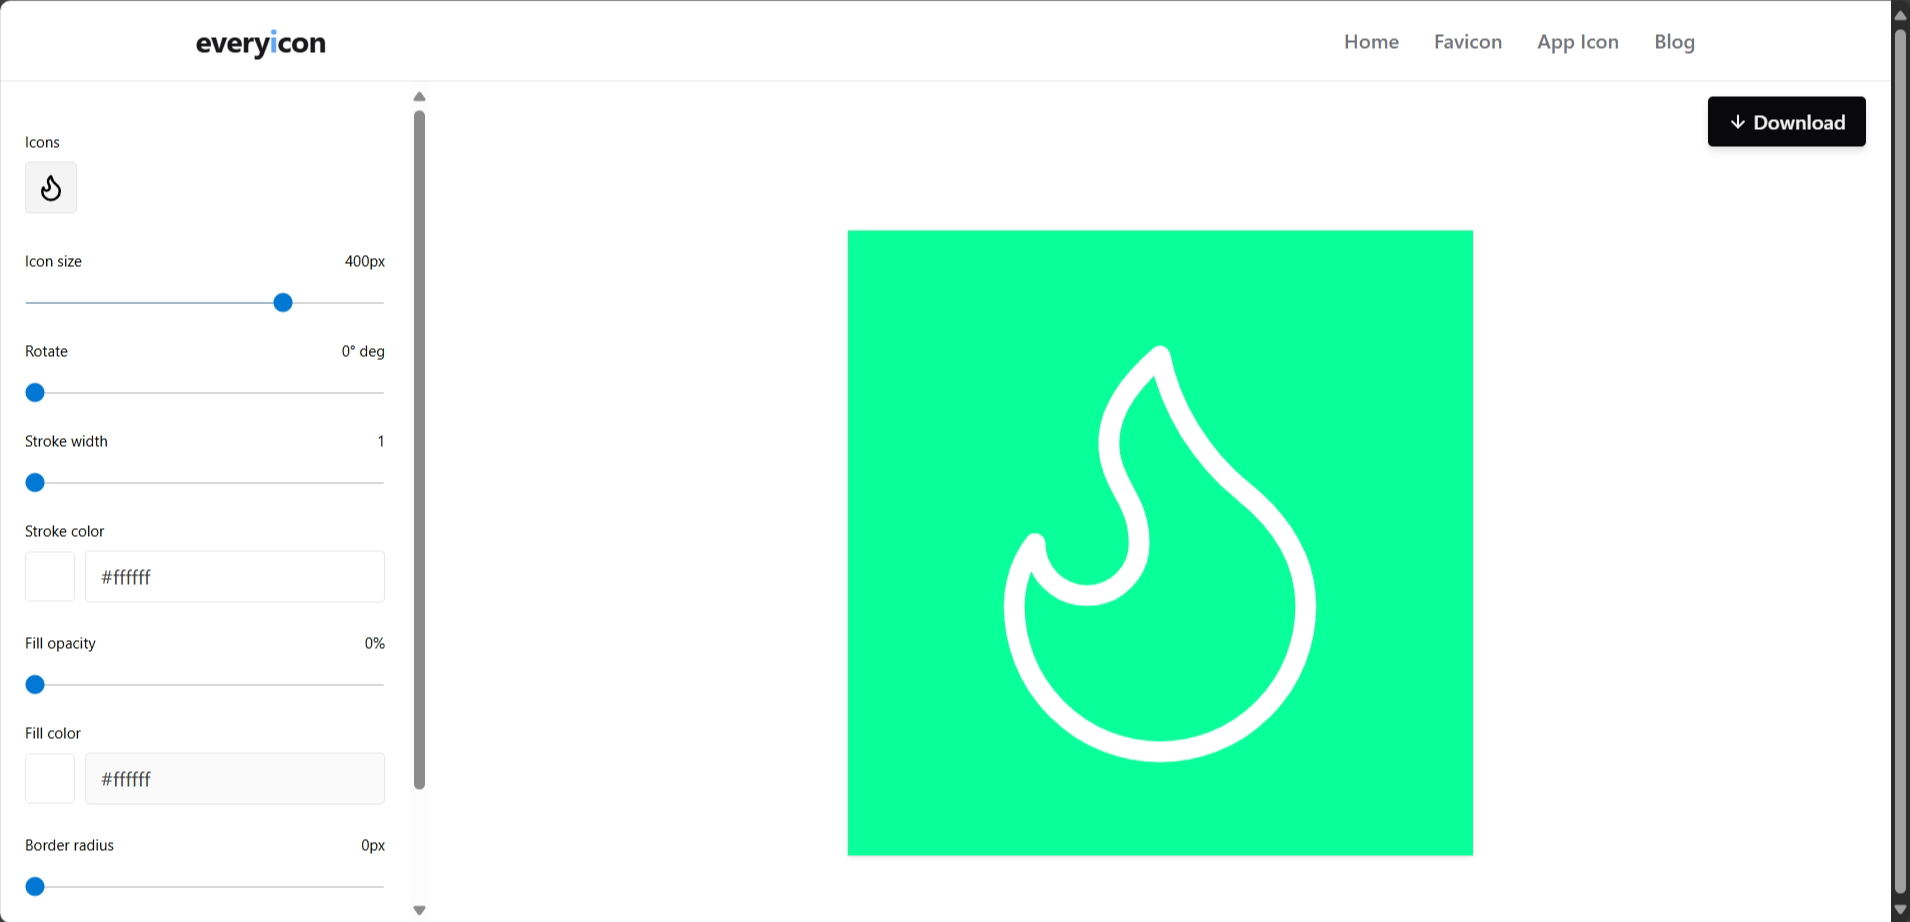 everyicon
Home Favicon App Icon Blog
Download
Icons
Icon size 400px
Rotate 0° deg
Stroke width 1
Stroke color
#ffffff
Fill opacity 0%
Fill color
#ffffff
Border radius 0px